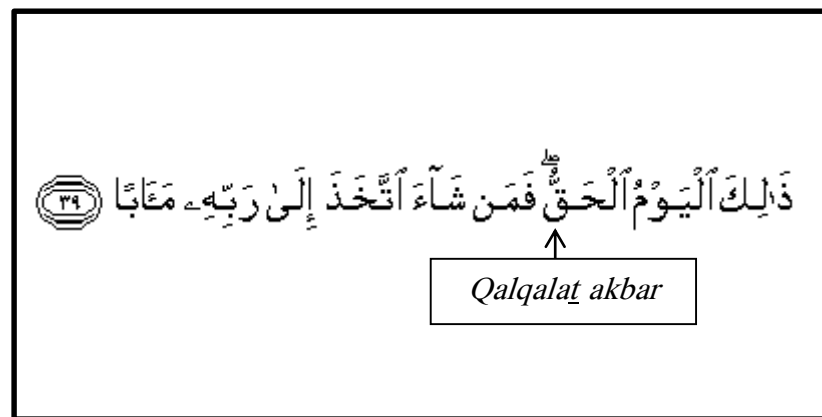 ذَٰلِكَ ٱلْيَوْمُ ٱلْحَقُّ ۖ فَمَن شَآءَ ٱتَّخَذَ إِلَىٰ رَبِّهِۦ مَـَٔابًا ٣٩
Qalqalat akbar